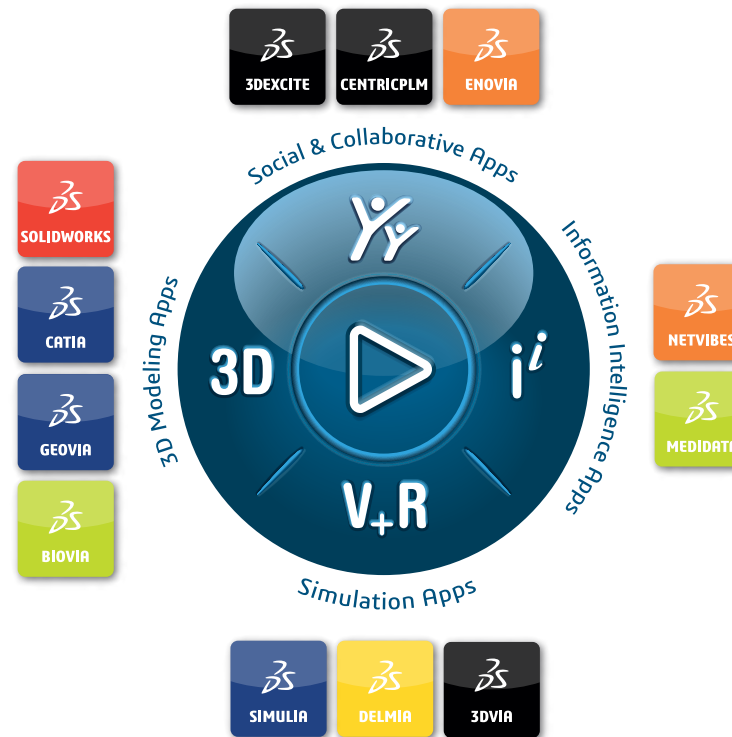 3DEXCITE
CENTRICPLM
ENOVIA
Social & Collaborative Apps
SOLIDWORKS
CATIA
GEOVIA
BIOVIA
3D Modeling Apps
Information Intelligence Apps
NETVIBES
MEDIDATA
3D
i i
V+R
Simulation Apps
SIMULIA
DELMIA
3DVIA